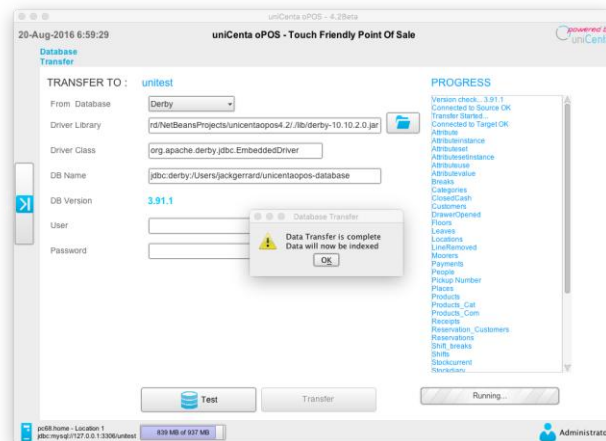 uniCenta oPOS - 4.2Beta
20-Aug-2016 6:59:29
uniCenta oPOS - Touch Friendly Point Of Sale
powered b
uniCent
Database
Transfer
TRANSFER TO :
unitest
From Database
Derby
Driver Library
rd/NetBeansProjects/unicentaopos4.2/./lib/derby-10.10.2.0.jar
Driver Class
org.apache.derby.jdbc.EmbeddedDriver
DB Name
jdbc:derby:/Users/jackgerrard/unicentaopos-database
DB Version
3.91.1
User
Password
Database Transfer
Data Transfer is complete
Data will now be indexed
OK
Test
Transfer
PROGRESS
Version check... 3.91.1
Connected to Source OK
Transfer Started...
Connected to Target OK
Attribute
Attributeinstance
Attributeset
Attributesetinstance
Attributeuse
Attributevalue
Breaks
Categories
ClosedCash
Customers
DrawerOpened
Floors
Leaves
Locations
LineRemoved
Moorers
Payments
People
Pickup Number
Places
Products
Products_Cat
Products_Com
Receipts
Reservation_Customers
Reservations
Shift_breaks
Shifts
Stockcurrent
Stockdiary
Running...
pc68.home - Location 1
jdbc:mysql://127.0.0.1:3306/unitest
839 MB of 937 MB
Administrato